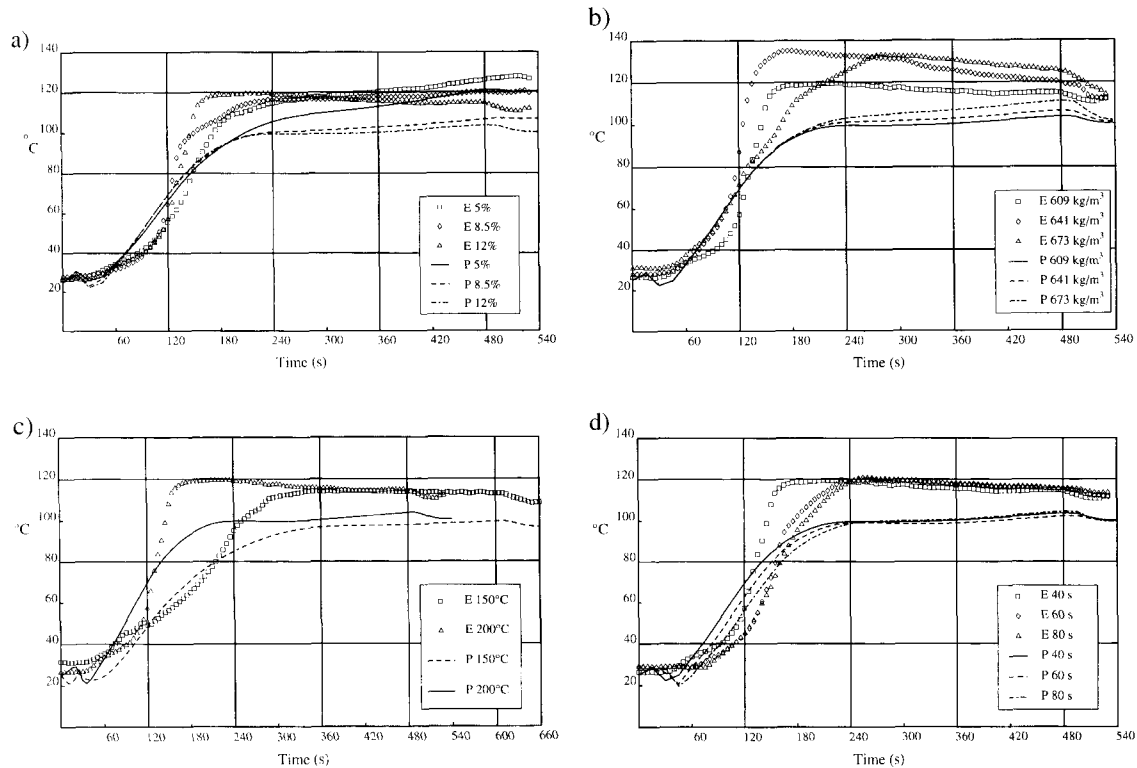 a)
140
120
100
°C
80
60
40
20
E 5%
E 8.5%
E 12%
P 5%
P 8.5%
P 12%
60 120 180 240 300 360 420 480 540
Time (s)
b)
140
120
100
°C
80
60
40
20
E 609 kg/m³
E 641 kg/m³
E 673 kg/m³
P 609 kg/m³
P 641 kg/m³
P 673 kg/m³
60 120 180 240 300 360 420 480 540
Time (s)
c)
140
120
100
°C
80
60
40
20
E 150°C
E 200°C
P 150°C
P 200°C
60 120 240 240 300 360 420 480 600 660
Time (s)
d)
140
120
100
°C
80
60
40
20
E 40 s
E 60 s
E 80 s
P 40 s
P 60 s
P 80 s
60 120 180 240 300 360 420 480 540
Time (s)